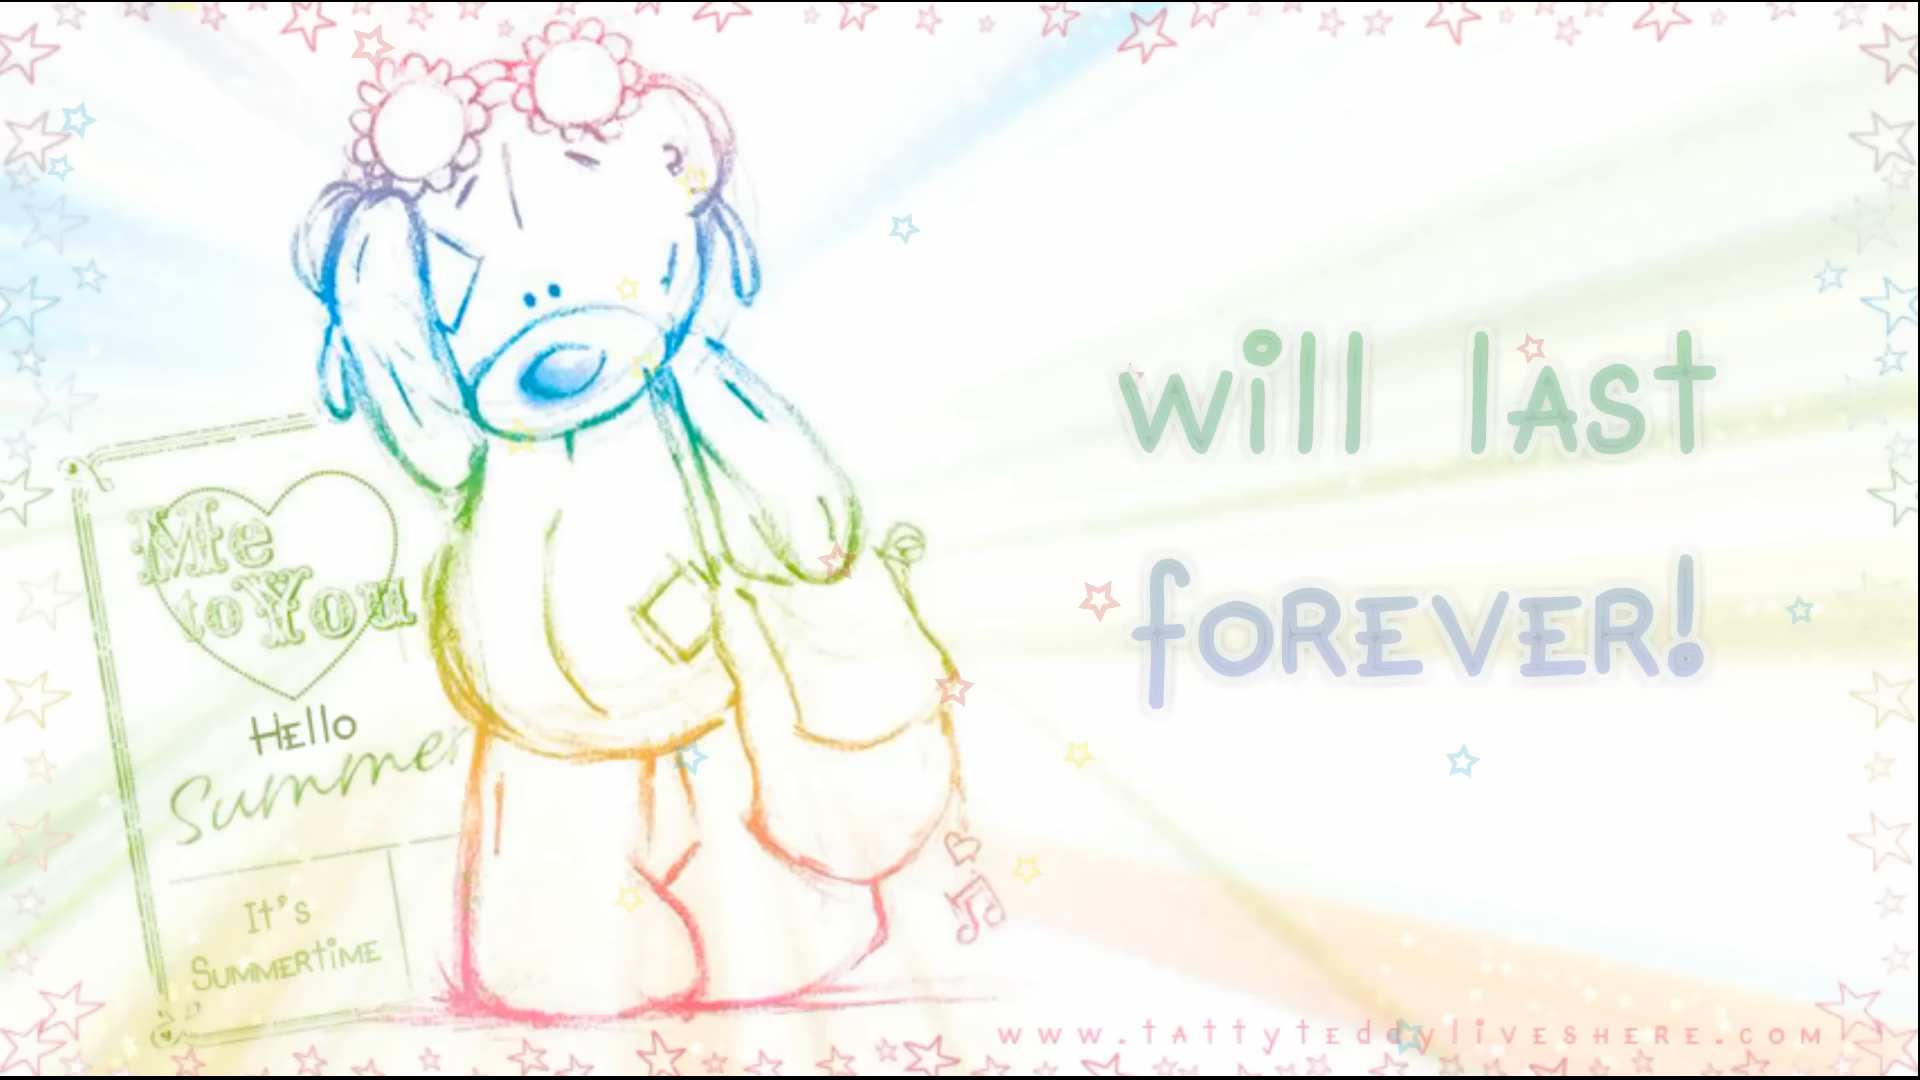 Me
to You
Hello
Summer
It's
Summertime
will last
forever!
www.tattyteddyliveshere.com